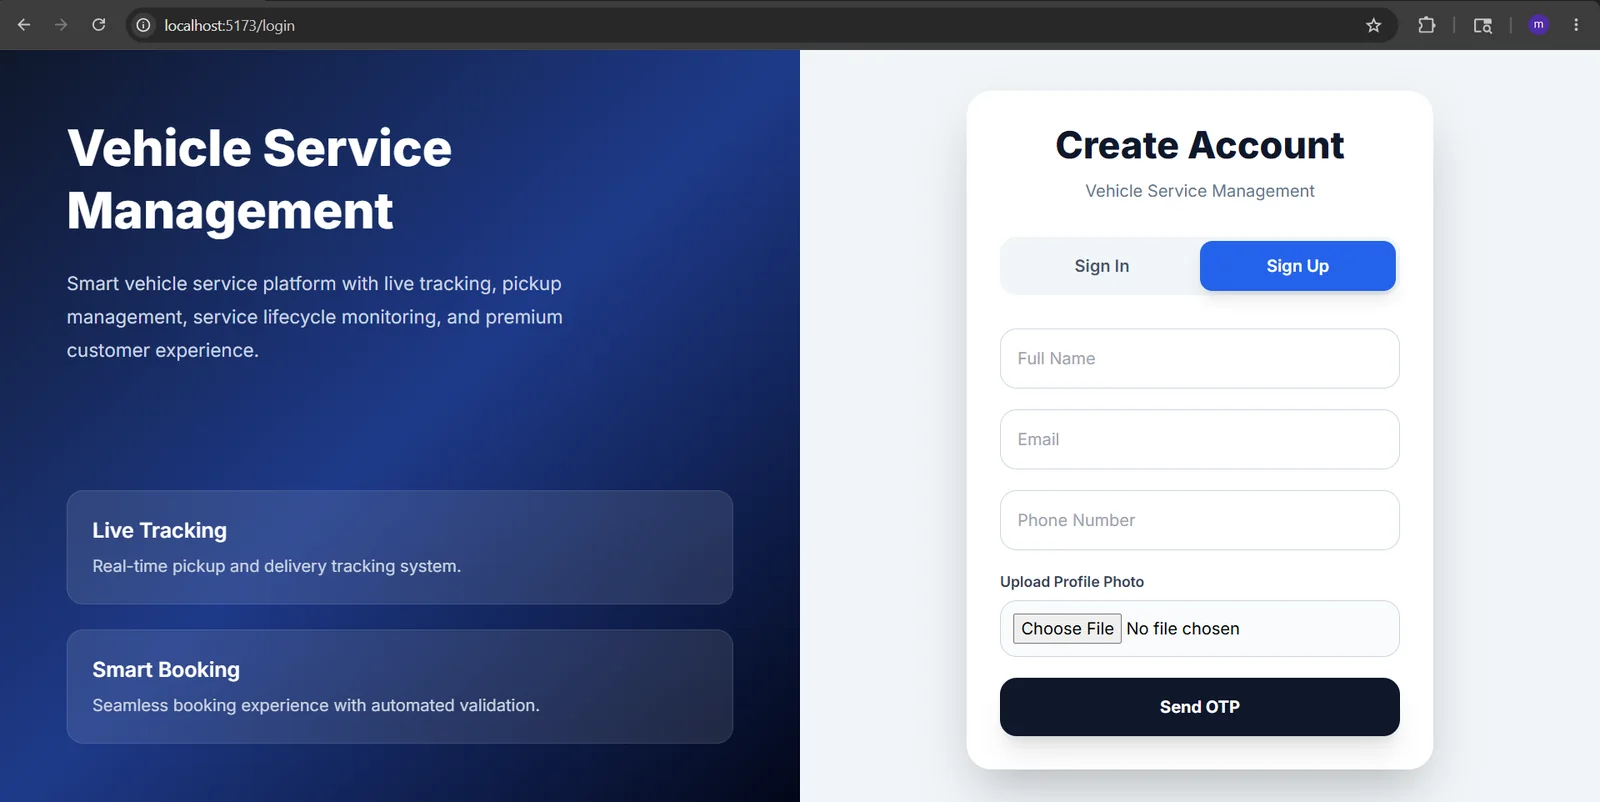 localhost:5173/login
m
Vehicle Service
Management
Smart vehicle service platform with live tracking, pickup
management, service lifecycle monitoring, and premium
customer experience.
Live Tracking
Real-time pickup and delivery tracking system.
Smart Booking
Seamless booking experience with automated validation.
Create Account
Vehicle Service Management
Sign In Sign Up
Full Name
Email
Phone Number
Upload Profile Photo
Choose File No file chosen
Send OTP